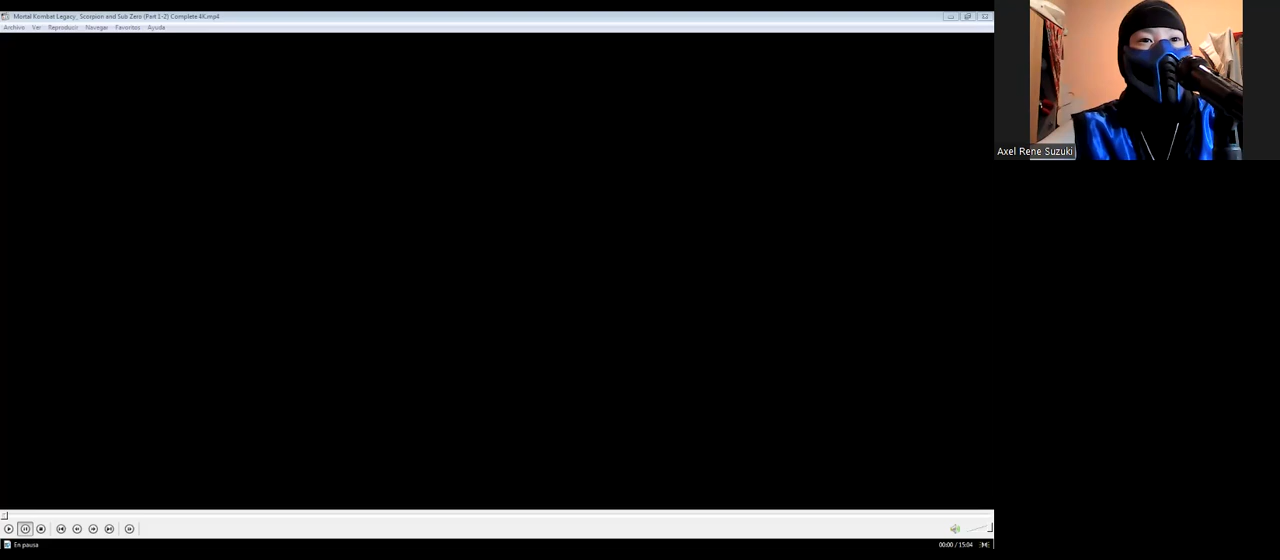 Mortal Kombat Legacy_ Scorpion and Sub Zero (Part 1-2) Complete 4K.mp4
Archivo Ver Reproducir Navegar Favoritos Ayuda
Axel Rene Suzuki
En pausa
00:00 / 15:04